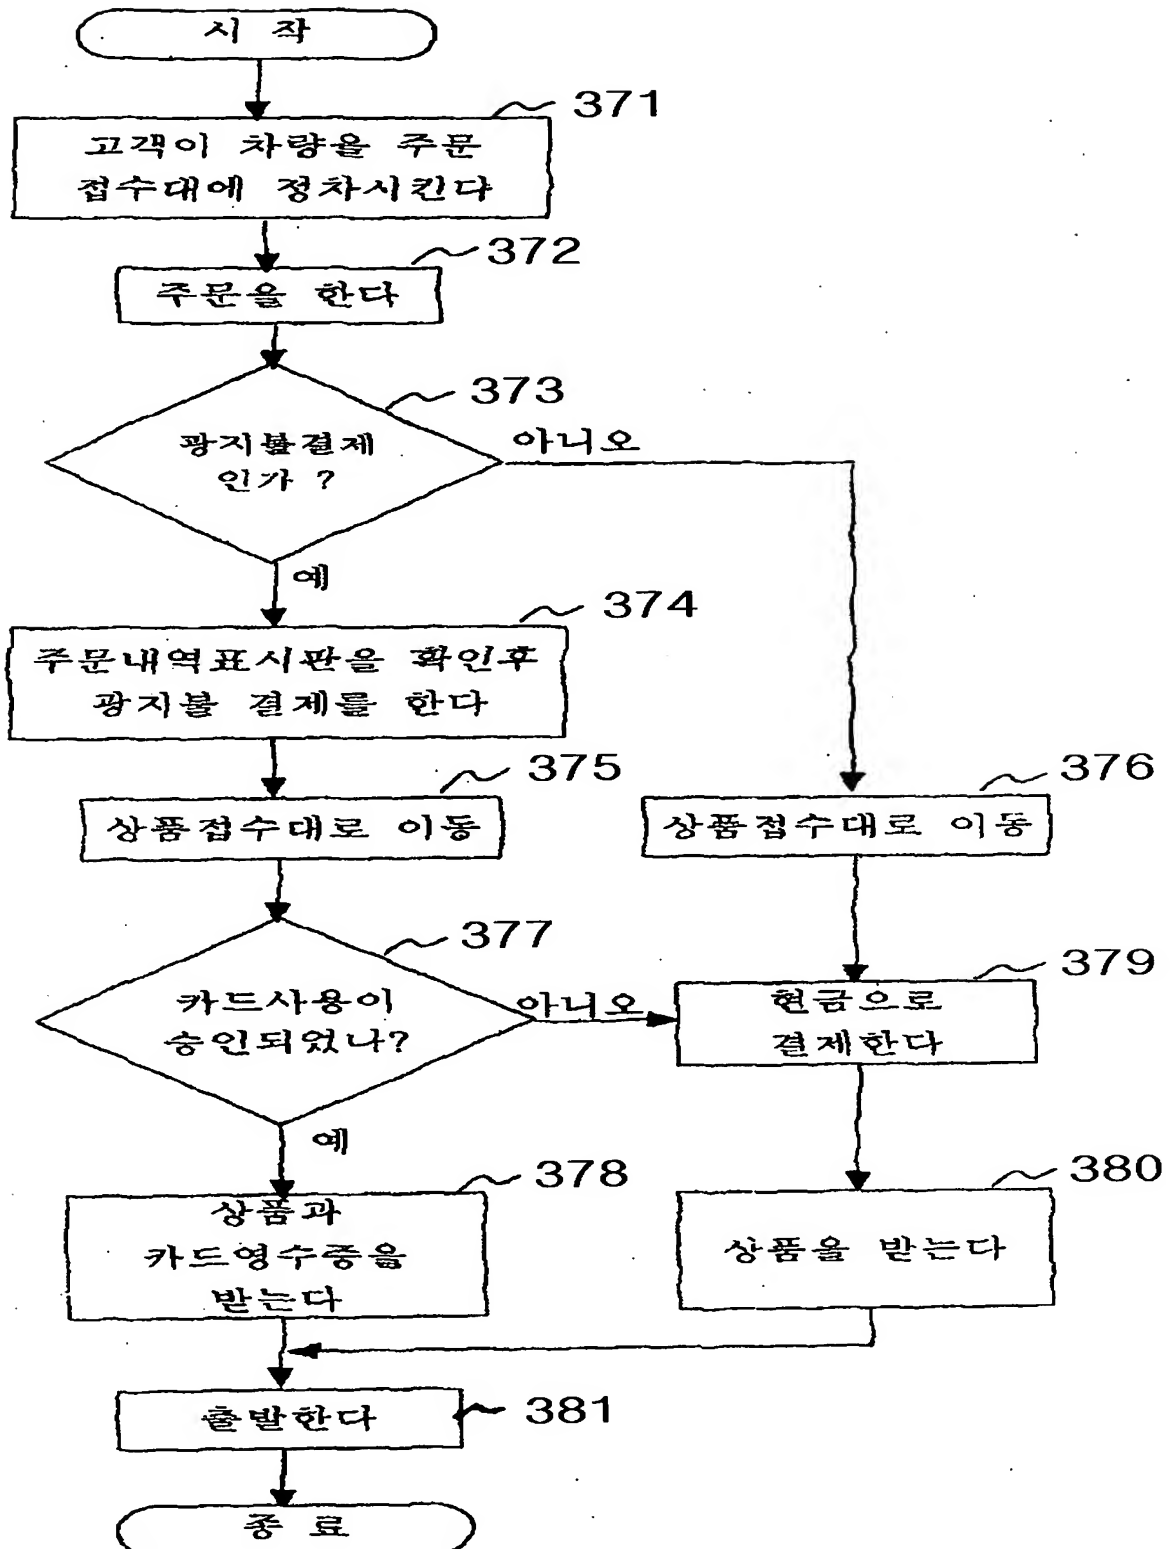 시 작
371
고객이 차량을 주문
접수대에 정차시킨다
372
주문을 한다
373
광지불결제
인가 ?
아니오
예
374
주문내역표시판을 확인후
광지불 결제를 한다
375
상품접수대로 이동
376
상품접수대로 이동
377
카드사용이
승인되었나?
아니오
379
현금으로
결제한다
예
378
상품과
카드영수증을
받는다
380
상품을 받는다
381
출발한다
종 료